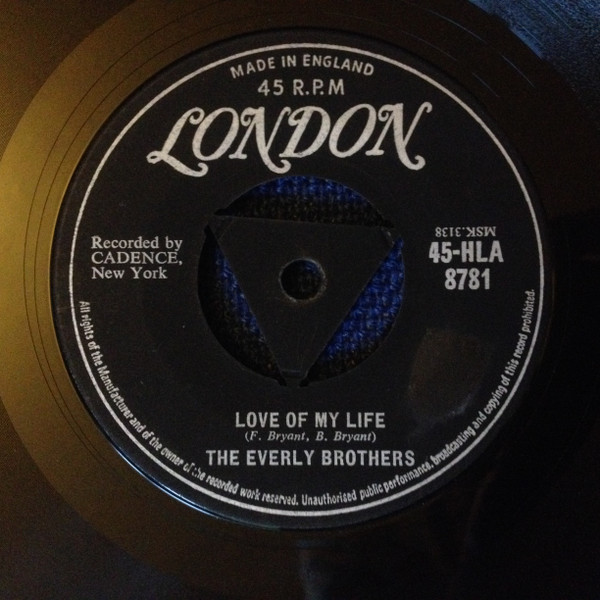 MADE IN ENGLAND
45 R.P.M
LONDON
Recorded by
CADENCE,
New York
MSK.3138
45-HLA
8781
LOVE OF MY LIFE
(F. Bryant, B. Bryant)
THE EVERLY BROTHERS
All rights of the Manufacturer and of the owner of the recorded work reserved. Unauthorised public performance, broadcasting and copying of this record prohibited.